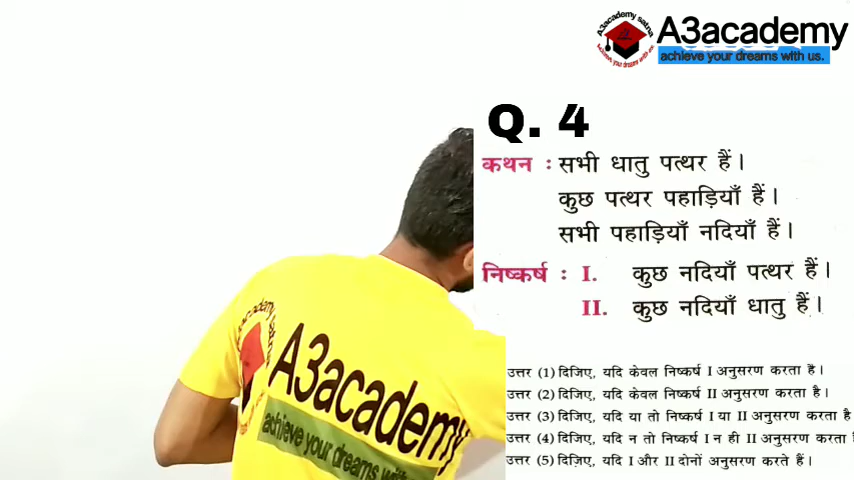 A3academy satna
A3academy
achieve your dreams with us.
Q. 4
कथन : सभी धातु पत्थर हैं।
कुछ पत्थर पहाड़ियाँ हैं।
सभी पहाड़ियाँ नदियाँ हैं।
निष्कर्ष : I. कुछ नदियाँ पत्थर हैं।
II. कुछ नदियाँ धातु हैं।
उत्तर (1) दिजिए, यदि केवल निष्कर्ष I अनुसरण करता है।
उत्तर (2) दिजिए, यदि केवल निष्कर्ष II अनुसरण करता है।
उत्तर (3) दिजिए, यदि या तो निष्कर्ष I या II अनुसरण करता है
उत्तर (4) दिजिए, यदि न तो निष्कर्ष I न ही II अनुसरण करता
उत्तर (5) दिज़िए, यदि I और II दोनों अनुसरण करते हैं।
A3academy
achieve your dreams with